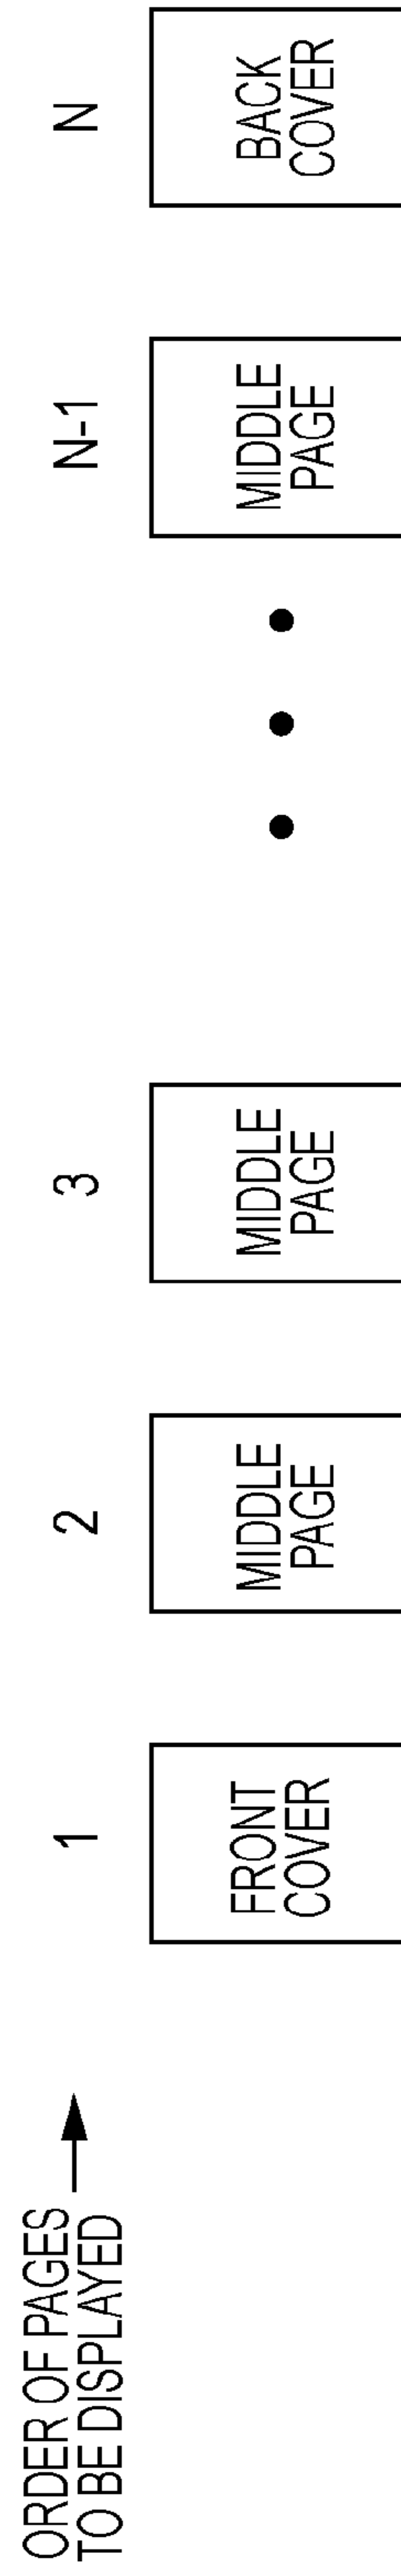 ORDER OF PAGES
TO BE DISPLAYED
1
2
3
N-1
N
FRONT
COVER
MIDDLE
PAGE
MIDDLE
PAGE
MIDDLE
PAGE
BACK
COVER